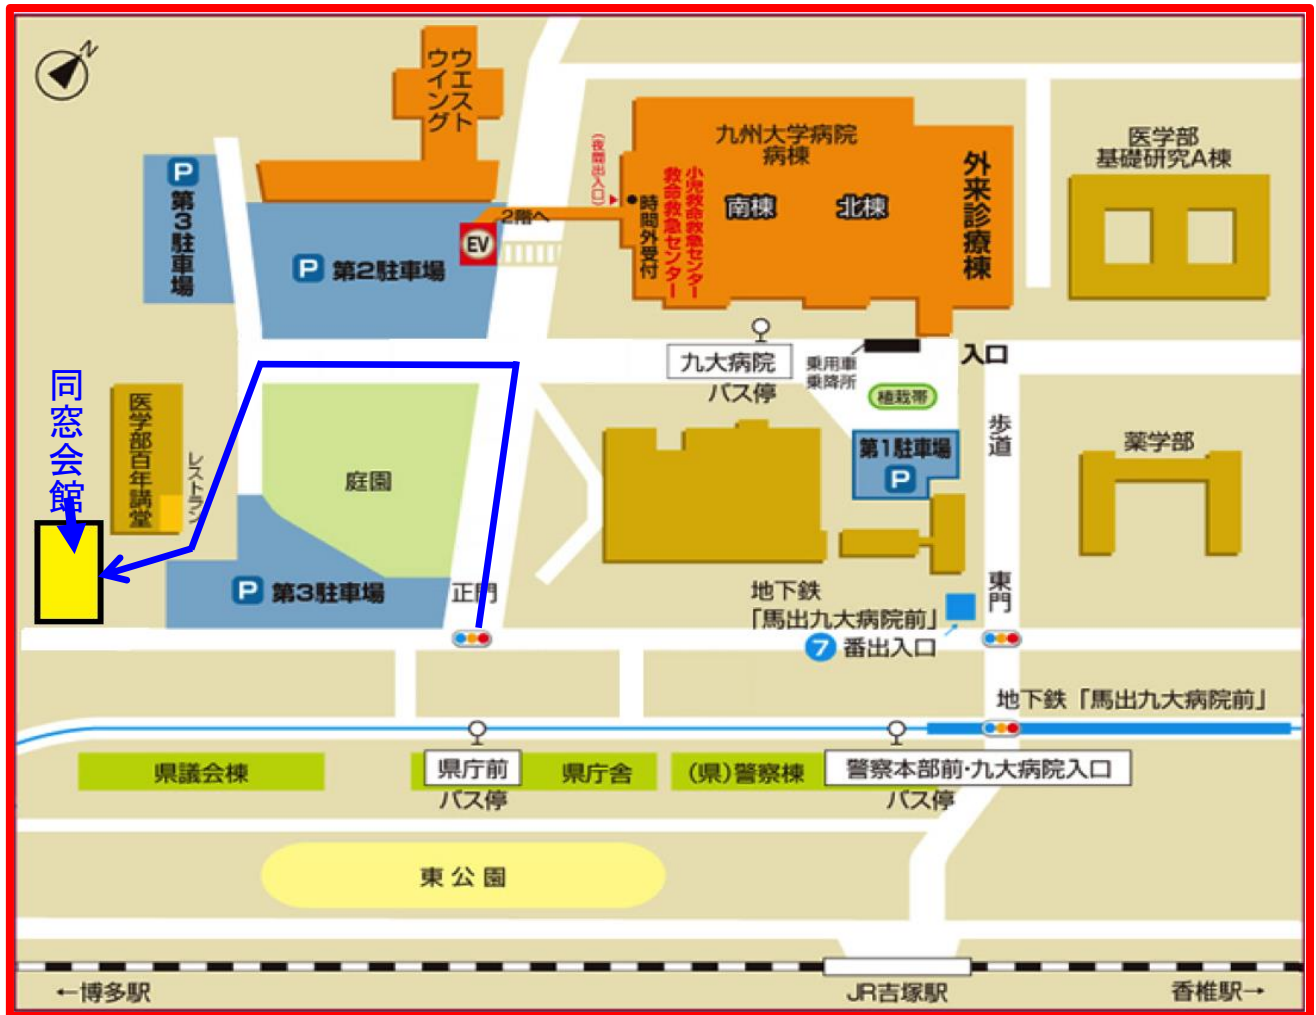 N
ウエスト
ウイング
九州大学病院
病棟
医学部
基礎研究A棟
外来診療棟
(夜間出入口)
小児救命救急センター
救命救急センター
時間外受付
南棟
北棟
P 第3駐車場
2階へ
EV
P 第2駐車場
九大病院
バス停
乗用車
乗降所
入口
植栽帯
同窓会館
医学部百年講堂
レストラン
庭園
第1駐車場
P
歩道
薬学部
P 第3駐車場
正門
地下鉄
「馬出九大病院前」
7 番出入口
東門
地下鉄「馬出九大病院前」
県議会棟
県庁前
バス停
県庁舎
(県)警察棟
警察本部前・九大病院入口
バス停
東公園
←博多駅
JR吉塚駅
香椎駅→